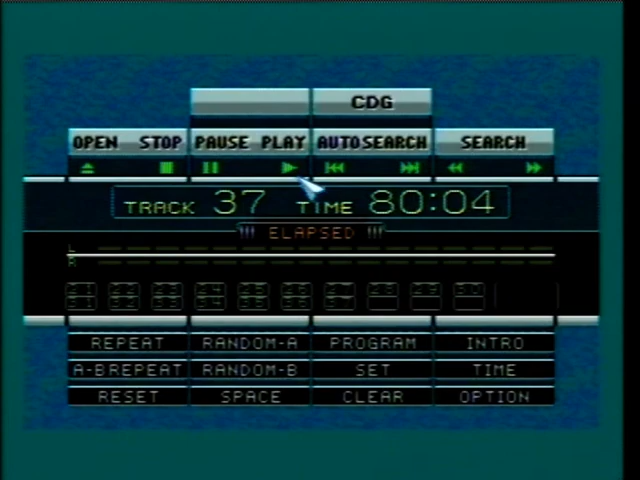 CDG
OPEN STOP PAUSE PLAY AUTOSEARCH SEARCH
TRACK 37 TIME 80:04
ELAPSED
L
R
REPEAT RANDOM-A PROGRAM INTRO
A-BREPEAT RANDOM-B SET TIME
RESET SPACE CLEAR OPTION